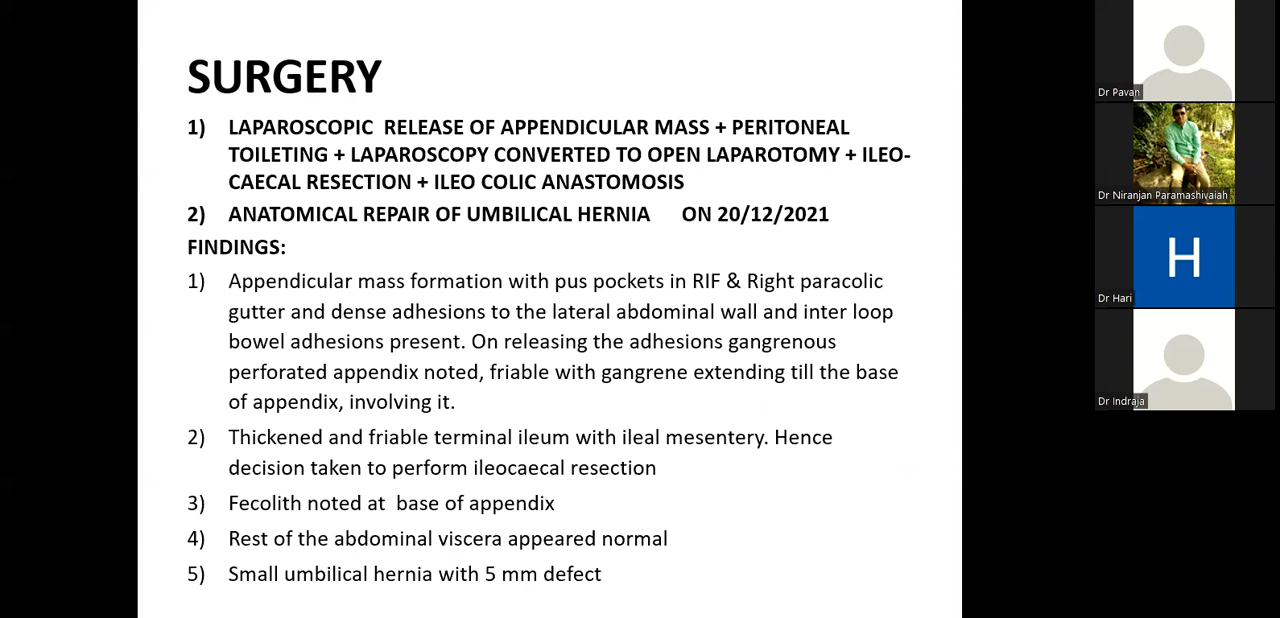 SURGERY
1) LAPAROSCOPIC RELEASE OF APPENDICULAR MASS + PERITONEAL
TOILETING + LAPAROSCOPY CONVERTED TO OPEN LAPAROTOMY + ILEO-
CAECAL RESECTION + ILEO COLIC ANASTOMOSIS
2) ANATOMICAL REPAIR OF UMBILICAL HERNIA ON 20/12/2021
FINDINGS:
1) Appendicular mass formation with pus pockets in RIF & Right paracolic
gutter and dense adhesions to the lateral abdominal wall and inter loop
bowel adhesions present. On releasing the adhesions gangrenous
perforated appendix noted, friable with gangrene extending till the base
of appendix, involving it.
2) Thickened and friable terminal ileum with ileal mesentery. Hence
decision taken to perform ileocaecal resection
3) Fecolith noted at base of appendix
4) Rest of the abdominal viscera appeared normal
5) Small umbilical hernia with 5 mm defect
Dr Pavan
Dr Niranjan Paramashivaiah
H
Dr Hari
Dr Indraja